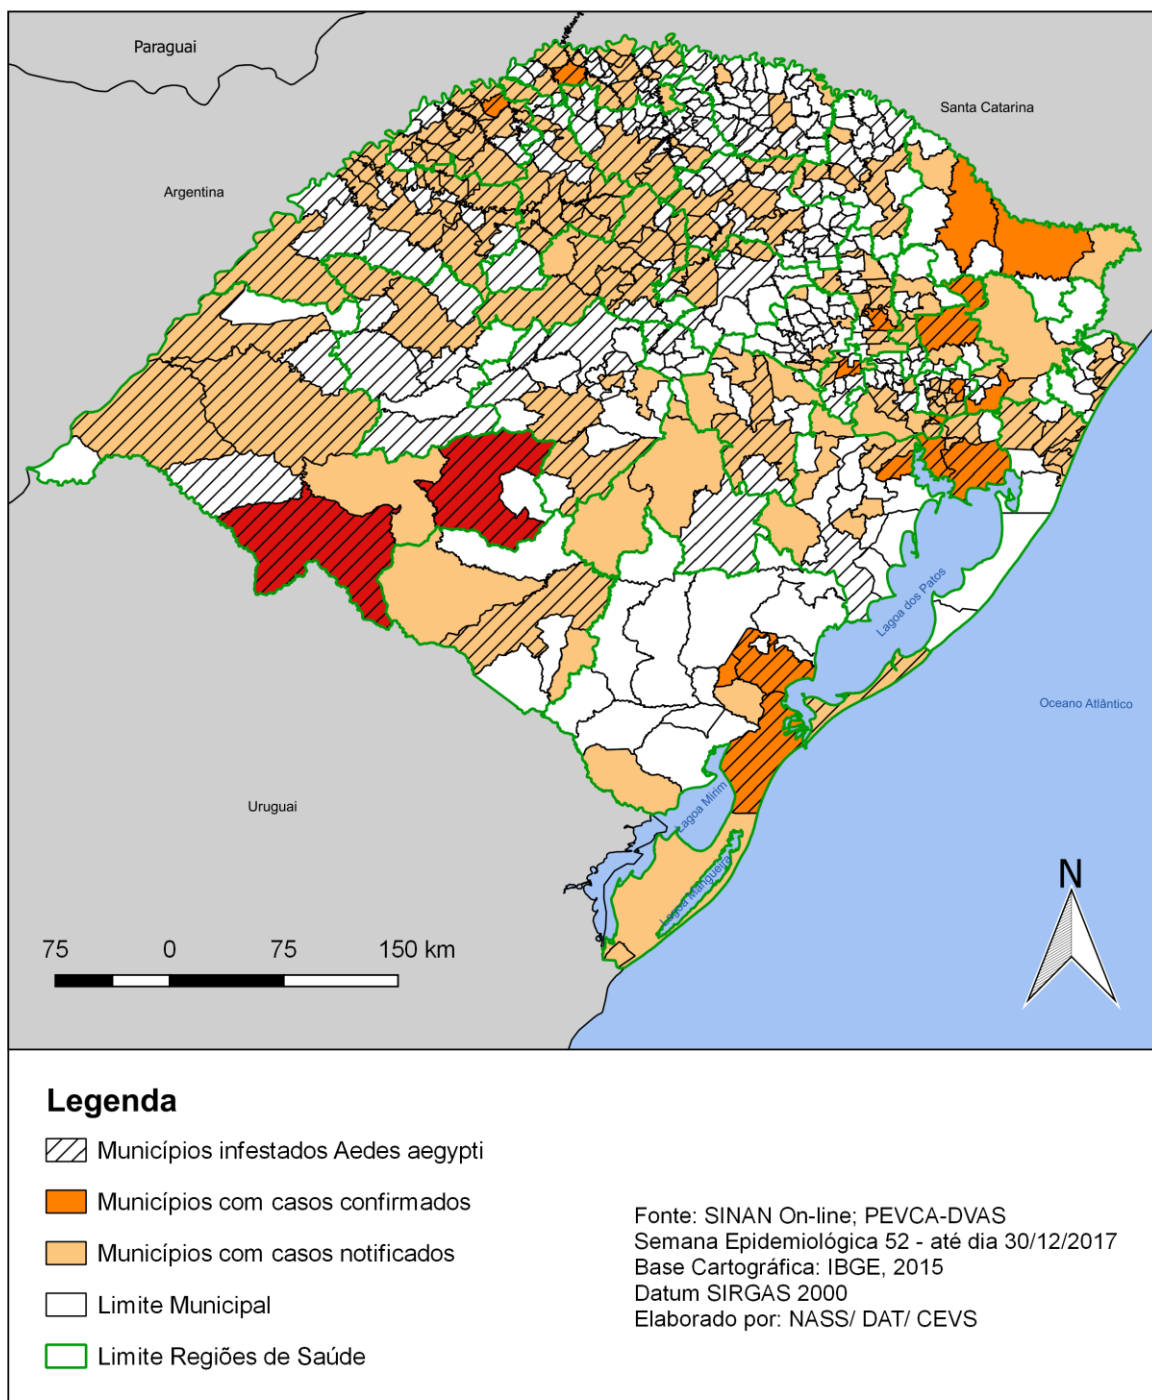 Paraguai
Santa Catarina
Argentina
Lagoa dos Patos
Oceano Atlântico
Uruguai
Lagoa Mirim
Lagoa Mangueira
N
75 0 75 150 km
Legenda
Municípios infestados Aedes aegypti
Municípios com casos confirmados
Municípios com casos notificados
Limite Municipal
Limite Regiões de Saúde
Fonte: SINAN On-line; PEVCA-DVAS
Semana Epidemiológica 52 - até dia 30/12/2017
Base Cartográfica: IBGE, 2015
Datum SIRGAS 2000
Elaborado por: NASS/ DAT/ CEVS